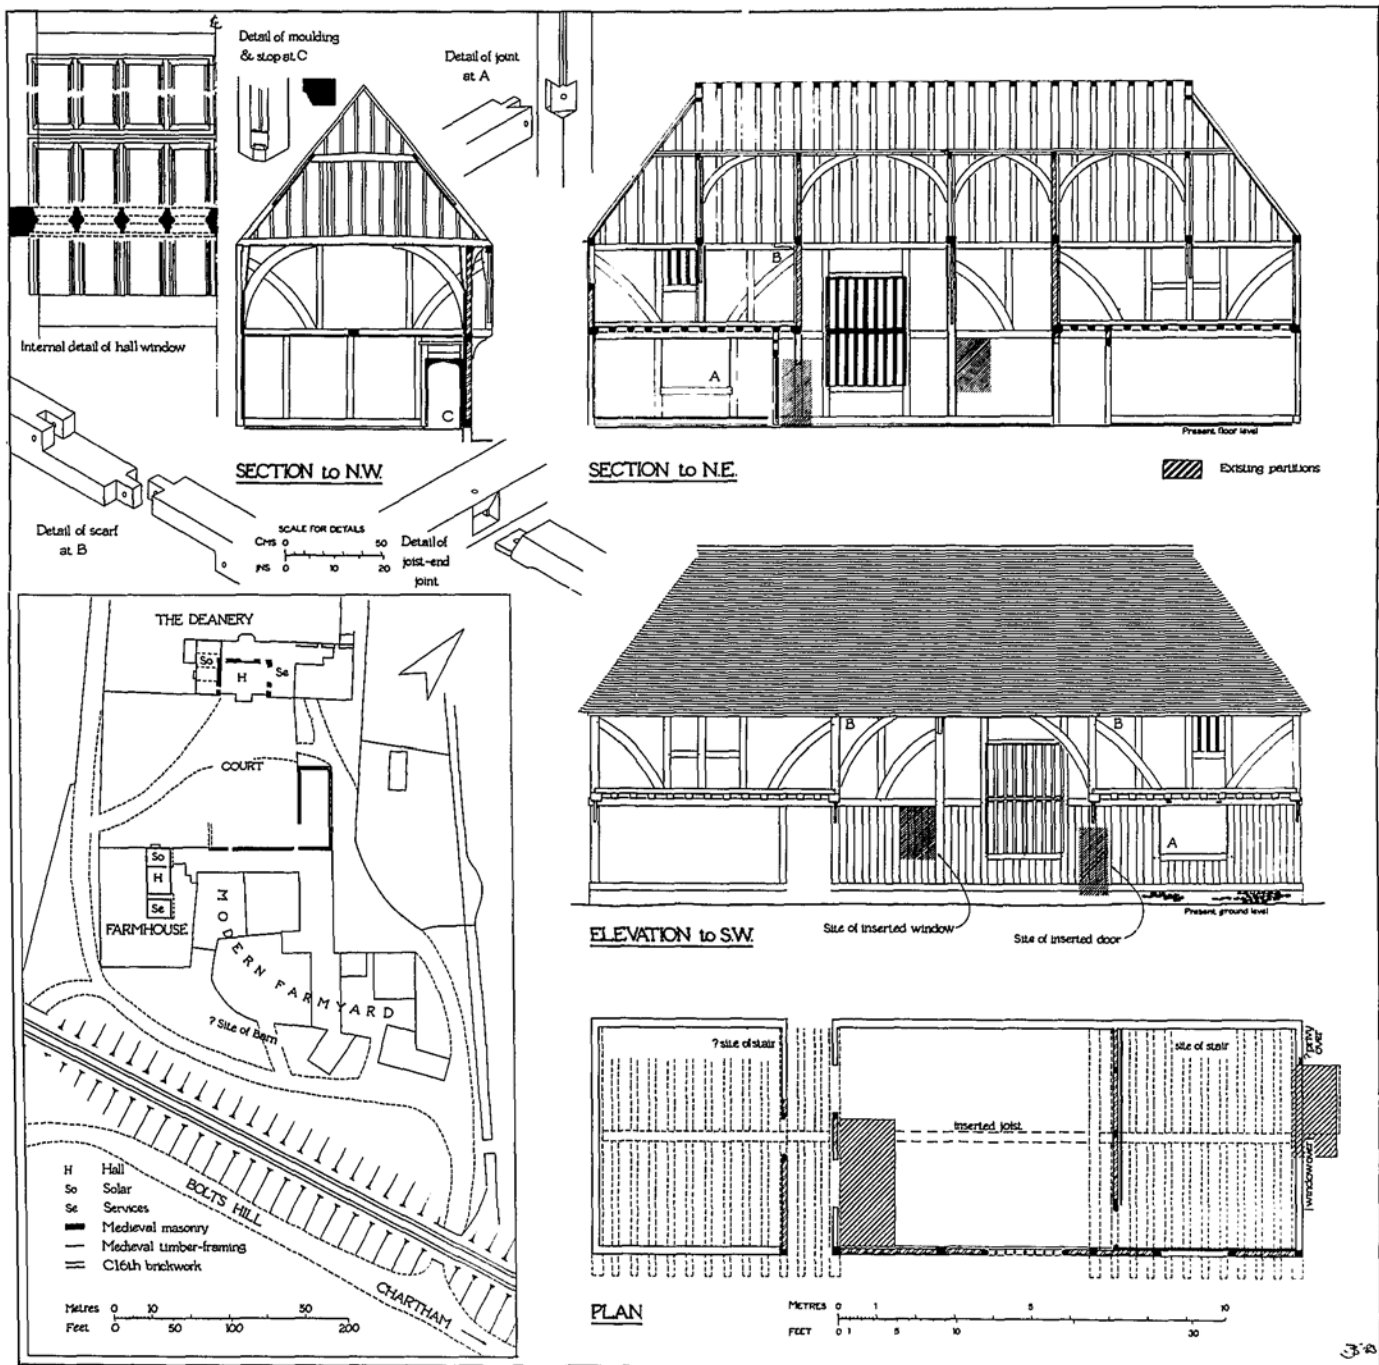 Detail of moulding
& stop at C
Detail of joint
at A
Internal detail of hall window
C
SECTION to N.W.
B
A
Present floor level
SECTION to N.E.
Existing partitions
Detail of scarf
at B
SCALE FOR DETAILS
CMS 0 50
INS 0 10 20
Detail of
joist-end
joint
THE DEANERY
So
H
Se
COURT
So
H
Se
FARMHOUSE
MODERN FARMYARD
? Site of Barn
BOLTS HILL
CHARTHAM
H Hall
So Solar
Se Services
Medieval masonry
Medieval timber-framing
C16th brickwork
Metres 0 10 50
Feet 0 50 100 200
B
B
A
Present ground level
ELEVATION to S.W.
Site of inserted window
Site of inserted door
? site of stair
site of stair
? privy
over
inserted joist
window over
PLAN
METRES 0 1 5 10
FEET 0 1 5 10 30